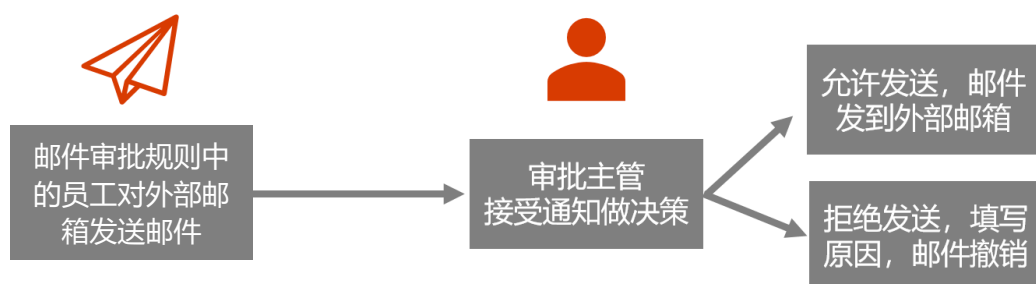 邮件审批规则中
的员工对外部邮
箱发送邮件
审批主管
接受通知做决策
允许发送，邮件
发到外部邮箱
拒绝发送，填写
原因，邮件撤销